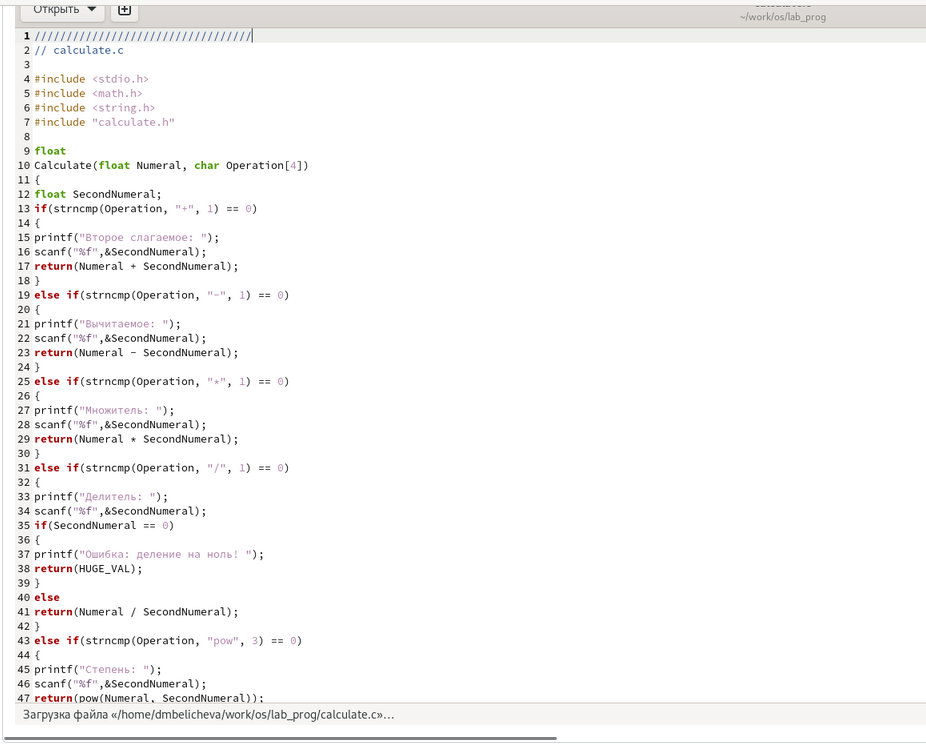 Открыть
~/work/os/lab_prog
1 //////////////////////////////////
2 // calculate.c
3
4 #include <stdio.h>
5 #include <math.h>
6 #include <string.h>
7 #include "calculate.h"
8
9 float
10 Calculate(float Numeral, char Operation[4])
11 {
12 float SecondNumeral;
13 if(strncmp(Operation, "+", 1) == 0)
14 {
15 printf("Второе слагаемое: ");
16 scanf("%f",&SecondNumeral);
17 return(Numeral + SecondNumeral);
18 }
19 else if(strncmp(Operation, "-", 1) == 0)
20 {
21 printf("Вычитаемое: ");
22 scanf("%f",&SecondNumeral);
23 return(Numeral - SecondNumeral);
24 }
25 else if(strncmp(Operation, "*", 1) == 0)
26 {
27 printf("Множитель: ");
28 scanf("%f",&SecondNumeral);
29 return(Numeral * SecondNumeral);
30 }
31 else if(strncmp(Operation, "/", 1) == 0)
32 {
33 printf("Делитель: ");
34 scanf("%f",&SecondNumeral);
35 if(SecondNumeral == 0)
36 {
37 printf("Ошибка: деление на ноль! ");
38 return(HUGE_VAL);
39 }
40 else
41 return(Numeral / SecondNumeral);
42 }
43 else if(strncmp(Operation, "pow", 3) == 0)
44 {
45 printf("Степень: ");
46 scanf("%f",&SecondNumeral);
47 return(pow(Numeral, SecondNumeral));
Загрузка файла «/home/dmbelicheva/work/os/lab_prog/calculate.c»…